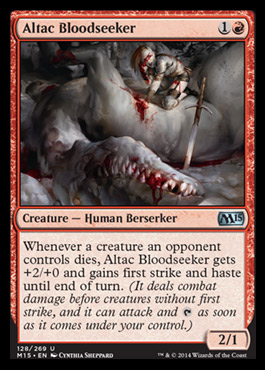 Altac Bloodseeker 1
Creature — Human Berserker M15
Whenever a creature an opponent
controls dies, Altac Bloodseeker gets
+2/+0 and gains first strike and haste
until end of turn. (It deals combat
damage before creatures without first
strike, and it can attack and as soon
as it comes under your control.)
2/1
128/269 U
M15 • EN CYNTHIA SHEPPARD ™ & © 2014 Wizards of the Coast